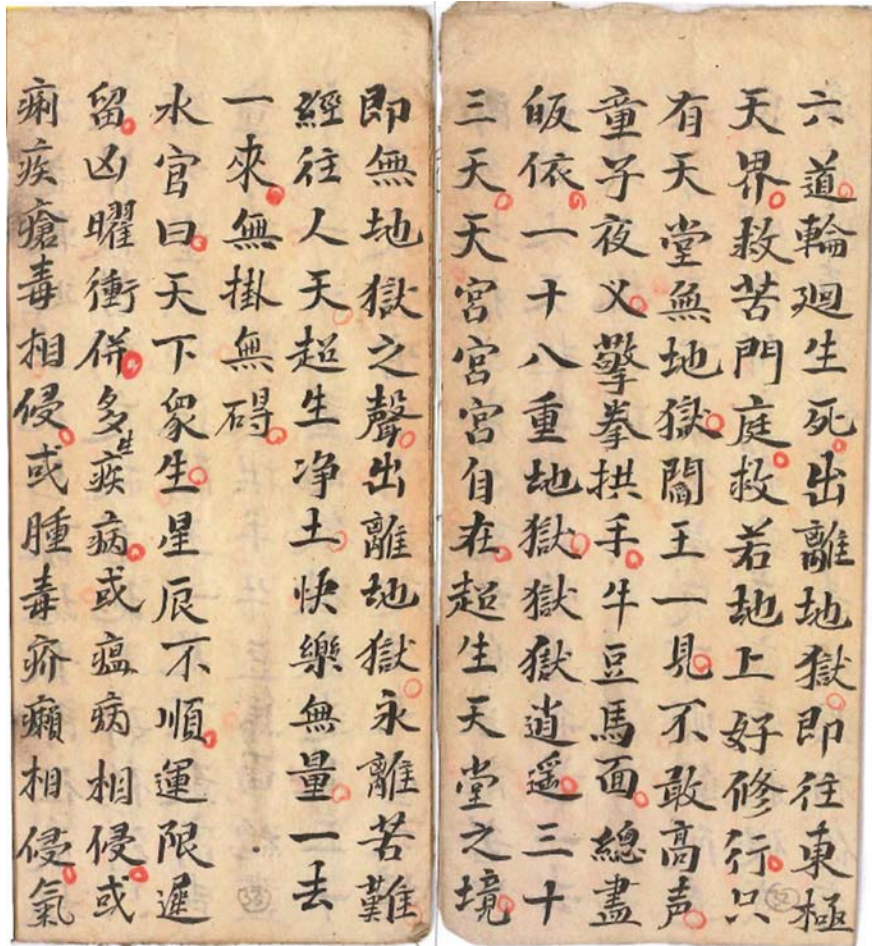 六道輪廻生死出離地獄即往東極
天界救苦門庭救若地上好修行只
有天堂無地獄閻王一見不敢高声
童子夜义擎拳拱手牛豆馬面總盡
皈依一十八重地獄獄獄逍遥三十
三天天宮宮宮自在超生天堂之境
52
即無地獄之聲出離地獄永離苦難
經往人天超生净土快樂無量一去
一來無掛無碍
水官曰天下衆生星辰不順運限遲
留凶曜衝併多生疾病或瘟病相侵或
痢疾瘡毒相侵或腫毒疥癩相侵氣